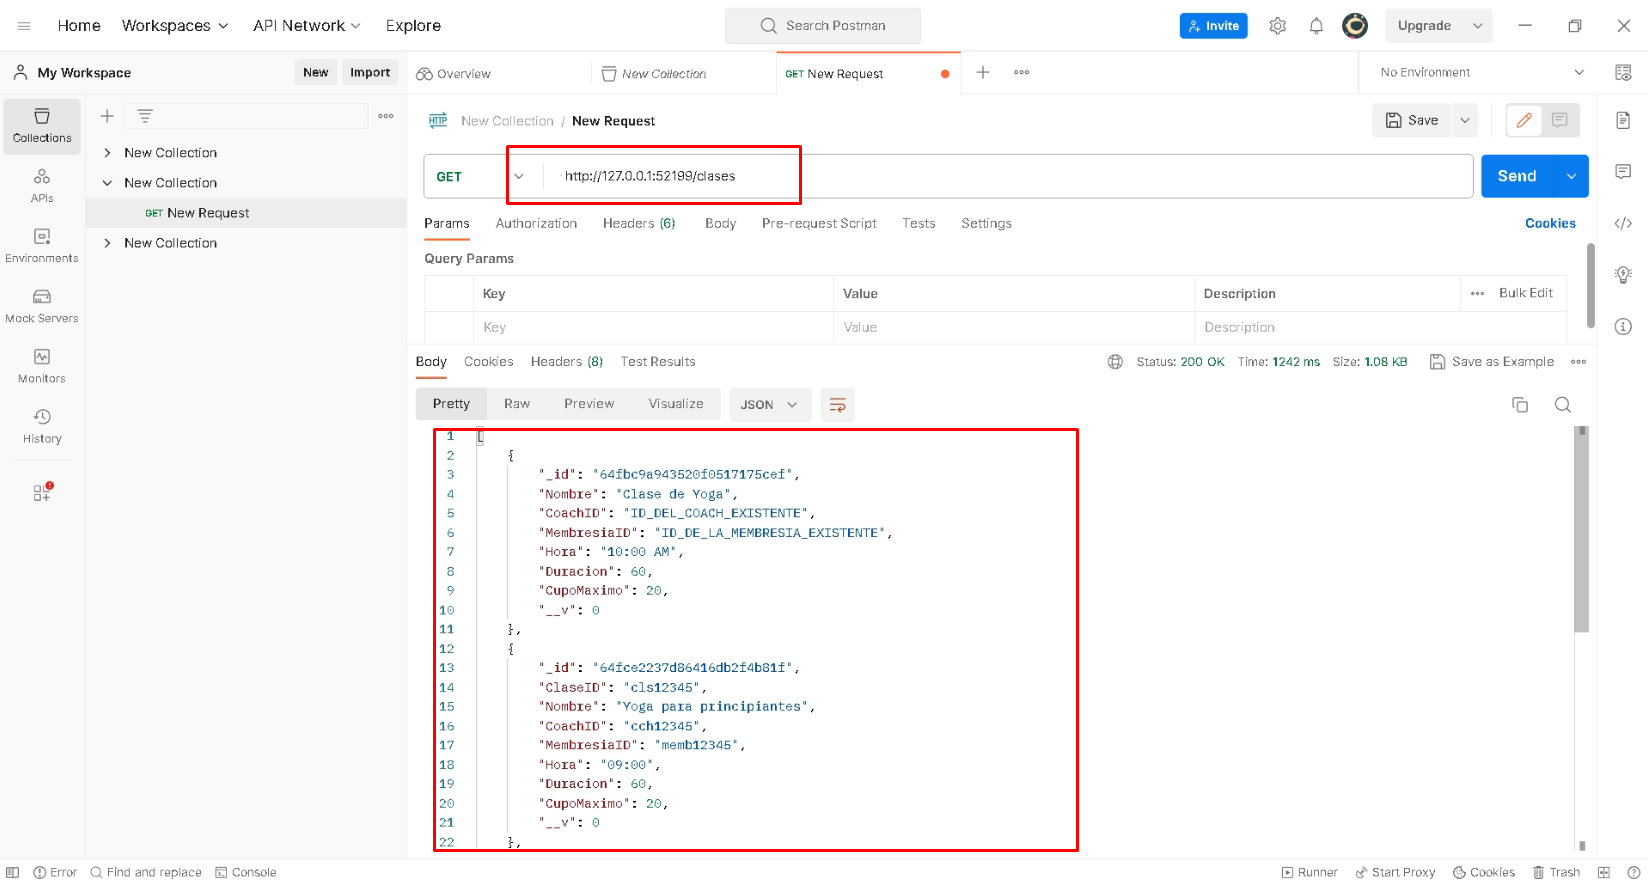 Home Workspaces API Network Explore Search Postman Invite Upgrade
My Workspace New Import Overview New Collection GET New Request No Environment
Collections
New Collection
New Collection
GET New Request
New Collection
APIs
Environments
Mock Servers
Monitors
History
New Collection / New Request Save
GET http://127.0.0.1:52199/clases Send
Params Authorization Headers (6) Body Pre-request Script Tests Settings Cookies
Query Params
Key Value Description Bulk Edit
Key Value Description
Body Cookies Headers (8) Test Results Status: 200 OK Time: 1242 ms Size: 1.08 KB Save as Example
Pretty Raw Preview Visualize JSON
1 [
2 {
3 "_id": "64fbc9a943520f0517175cef",
4 "Nombre": "Clase de Yoga",
5 "CoachID": "ID_DEL_COACH_EXISTENTE",
6 "MembresiaID": "ID_DE_LA_MEMBRESIA_EXISTENTE",
7 "Hora": "10:00 AM",
8 "Duracion": 60,
9 "CupoMaximo": 20,
10 "__v": 0
11 },
12 {
13 "_id": "64fce2237d86416db2f4b81f",
14 "ClaseID": "cls12345",
15 "Nombre": "Yoga para principiantes",
16 "CoachID": "cch12345",
17 "MembresiaID": "memb12345",
18 "Hora": "09:00",
19 "Duracion": 60,
20 "CupoMaximo": 20,
21 "__v": 0
22 },
Error Find and replace Console Runner Start Proxy Cookies Trash